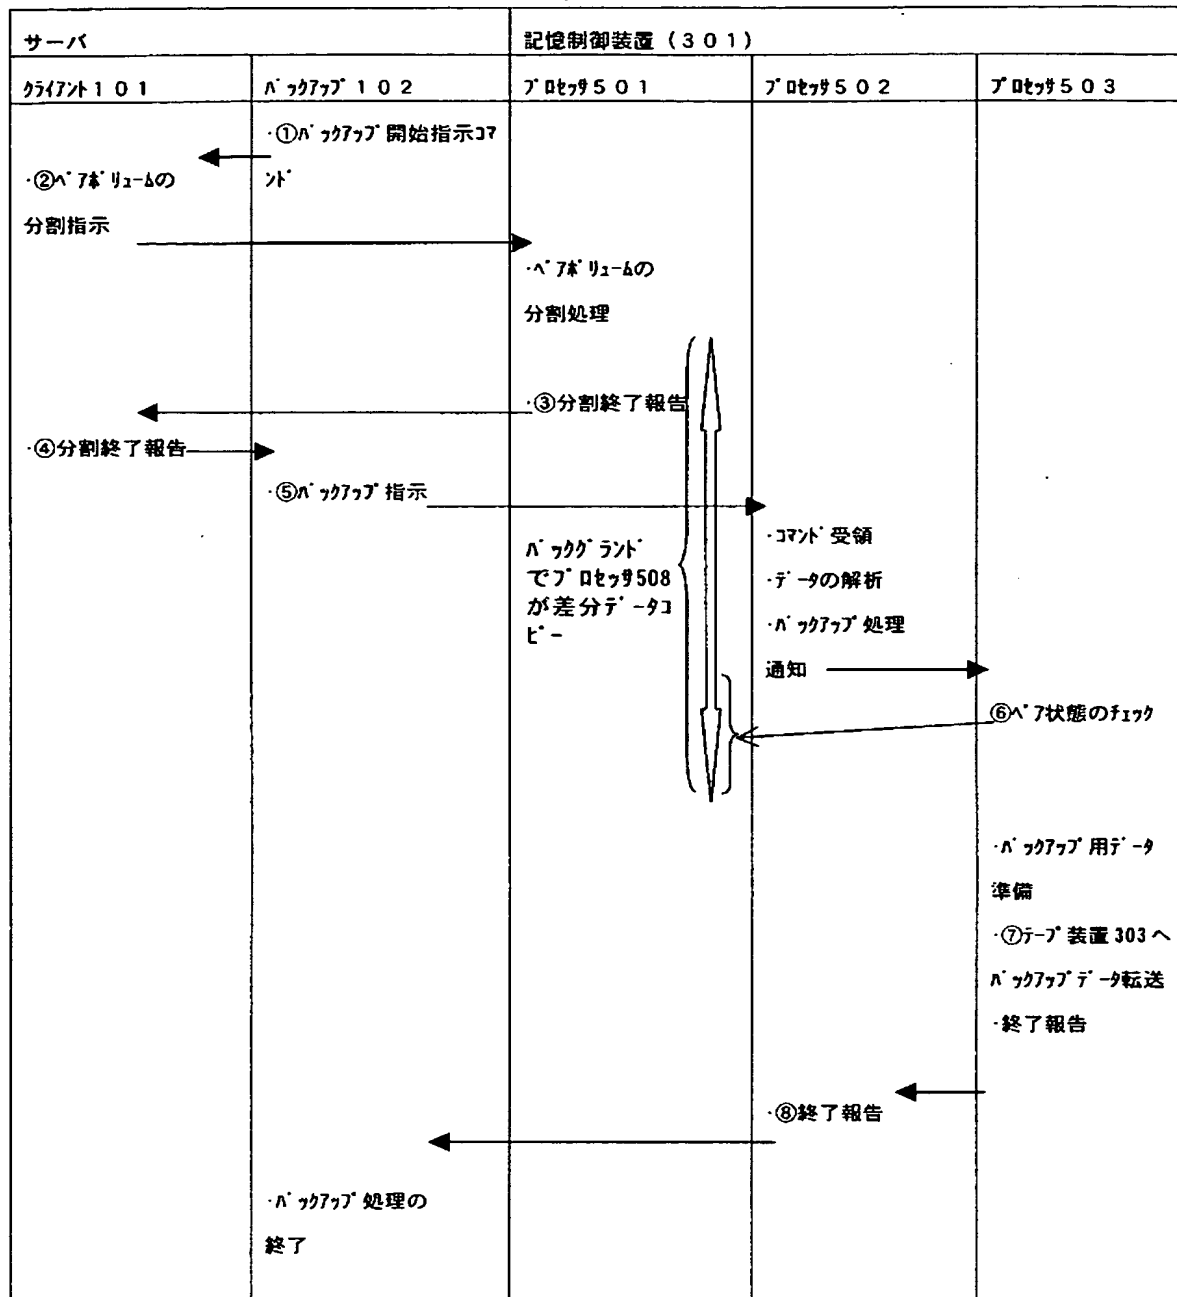 サーバ
記憶制御装置（３０１）
ｸﾗｲｱﾝﾄ１０１
ﾊﾞｯｸｱｯﾌﾟ１０２
ﾌﾟﾛｾｯｻ５０１
ﾌﾟﾛｾｯｻ５０２
ﾌﾟﾛｾｯｻ５０３
・①ﾊﾞｯｸｱｯﾌﾟ開始指示ｺﾏ
ﾝﾄﾞ
・②ﾍﾟｱﾎﾞﾘｭｰﾑの
分割指示
・ﾍﾟｱﾎﾞﾘｭｰﾑの
分割処理
・③分割終了報告
・④分割終了報告
・⑤ﾊﾞｯｸｱｯﾌﾟ指示
ﾊﾞｯｸｸﾞﾗﾝﾄﾞ
でﾌﾟﾛｾｯｻ508
が差分ﾃﾞｰﾀｺ
ﾋﾟｰ
・ｺﾏﾝﾄﾞ受領
・ﾃﾞｰﾀの解析
・ﾊﾞｯｸｱｯﾌﾟ処理
通知
⑥ﾍﾟｱ状態のﾁｪｯｸ
・ﾊﾞｯｸｱｯﾌﾟ用ﾃﾞｰﾀ
準備
・⑦ﾃｰﾌﾟ装置303へ
ﾊﾞｯｸｱｯﾌﾟﾃﾞｰﾀ転送
・終了報告
・⑧終了報告
・ﾊﾞｯｸｱｯﾌﾟ処理の
終了